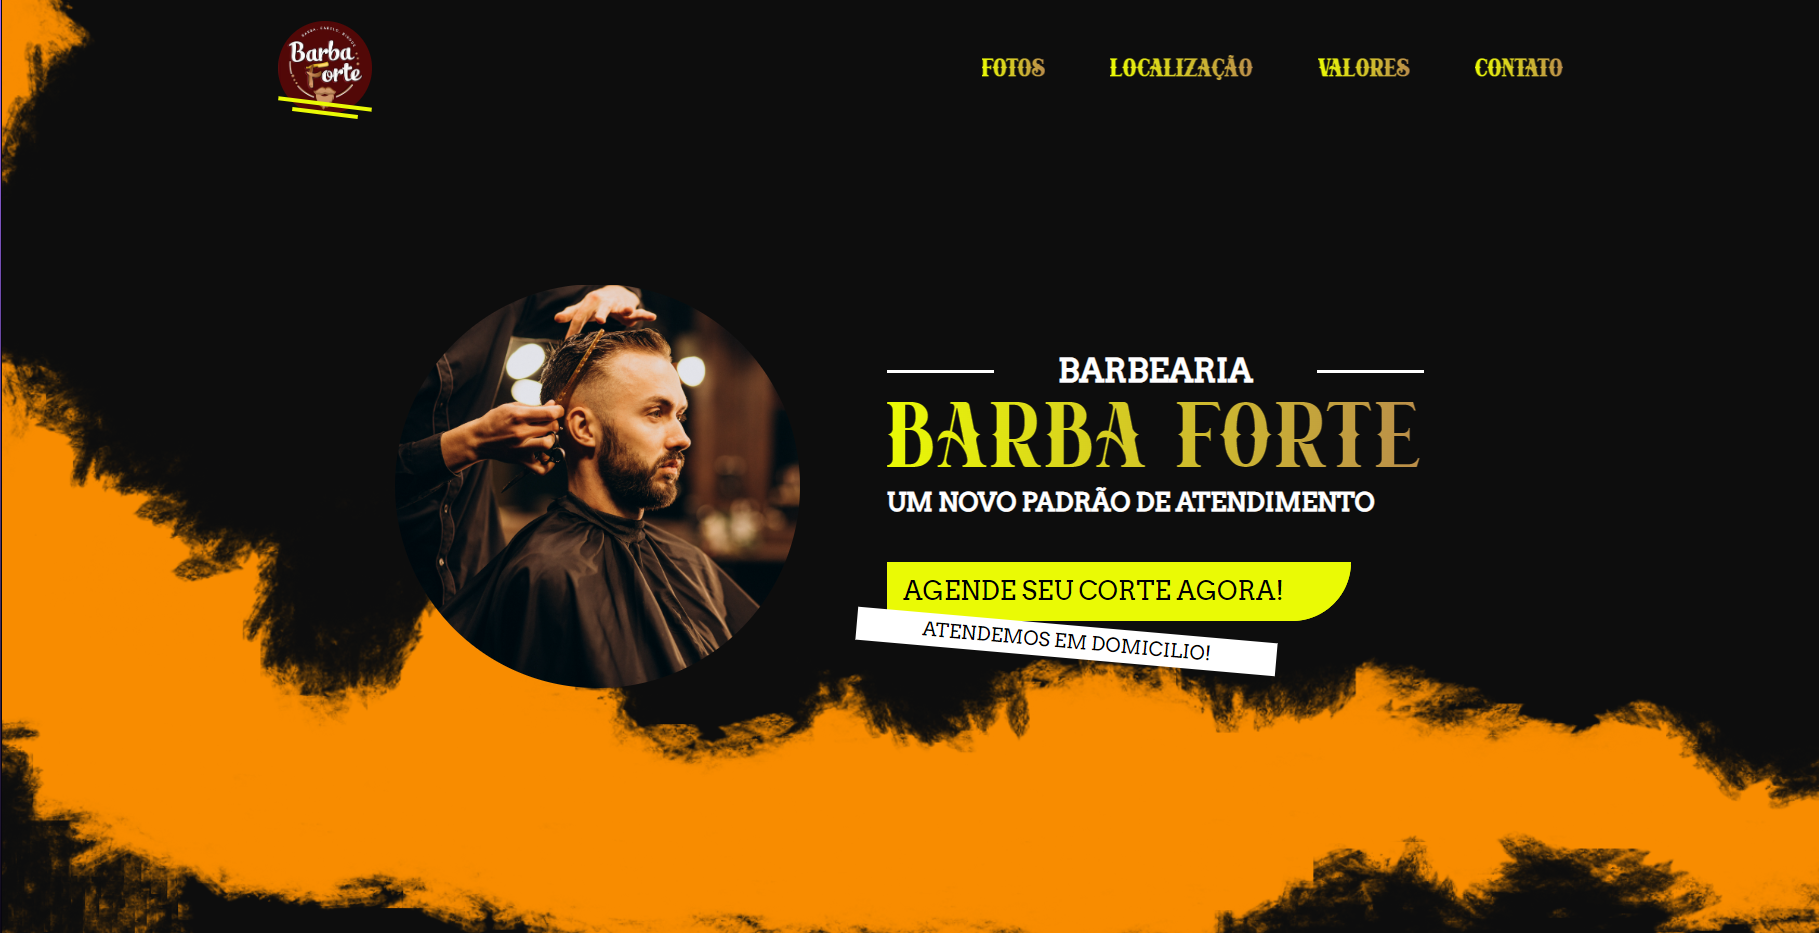 Barba
Forte
FOTOS
LOCALIZAÇÃO
VALORES
CONTATO
BARBEARIA
BARBA FORTE
UM NOVO PADRÃO DE ATENDIMENTO
AGENDE SEU CORTE AGORA!
ATENDEMOS EM DOMICILIO!